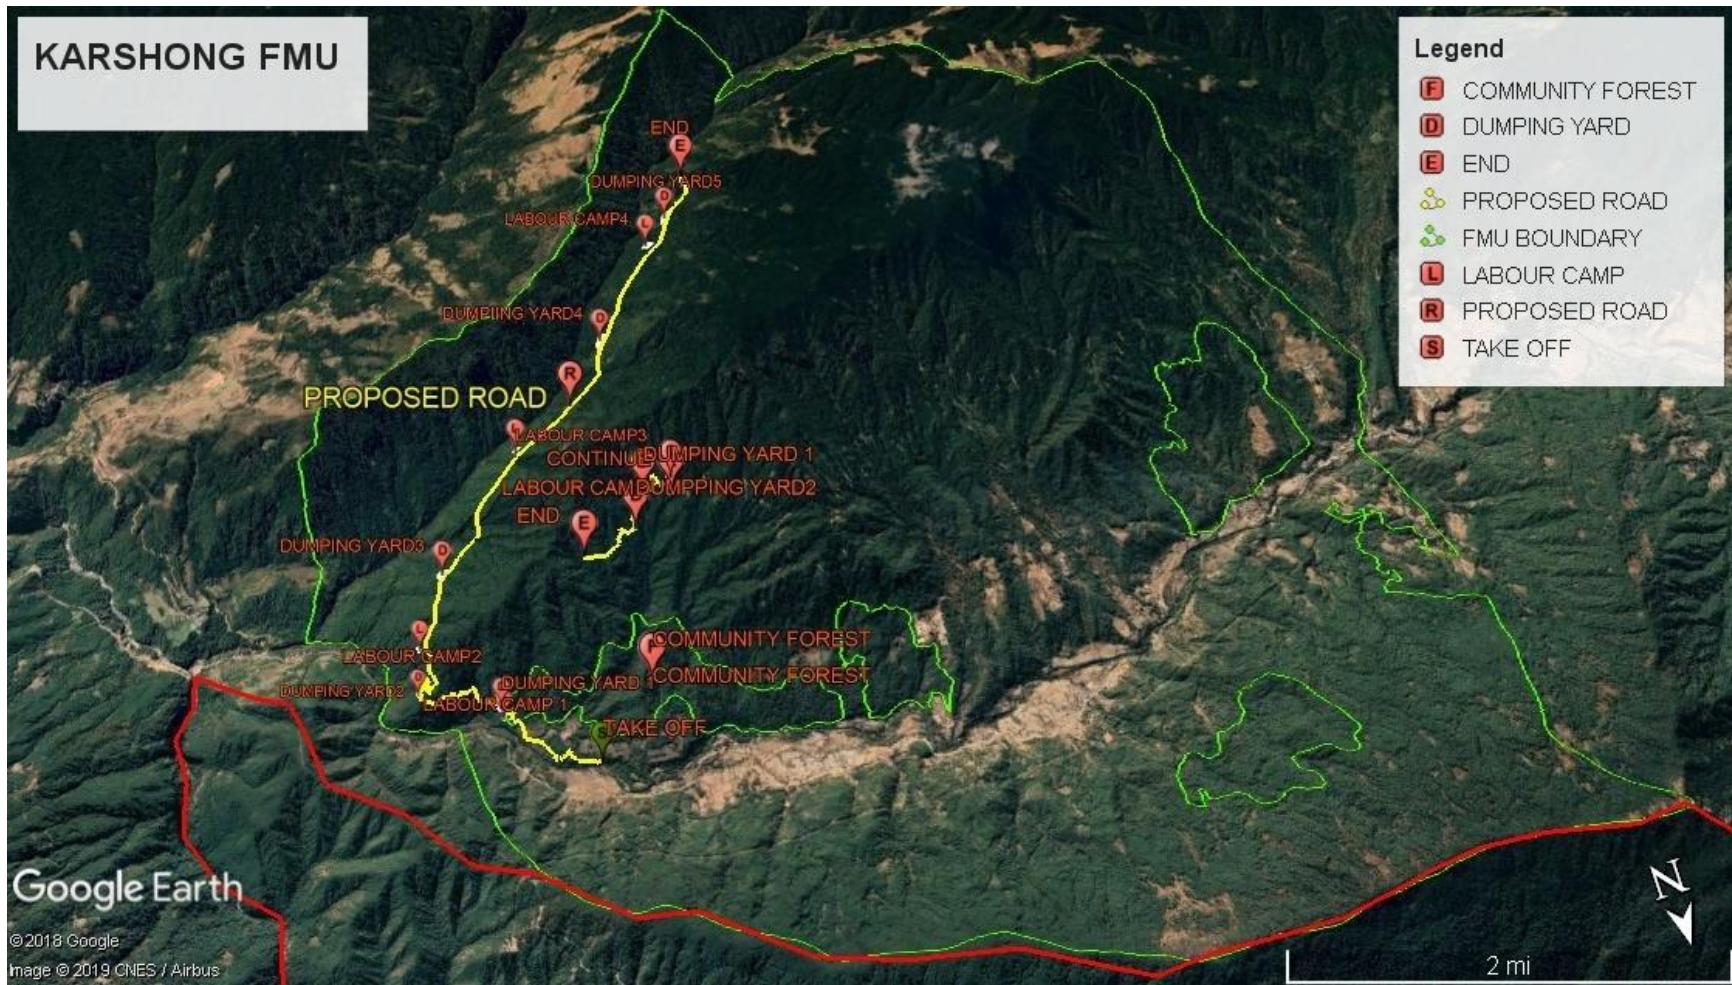 KARSHONG FMU
Legend
F COMMUNITY FOREST
D DUMPING YARD
E END
PROPOSED ROAD
FMU BOUNDARY
L LABOUR CAMP
R PROPOSED ROAD
S TAKE OFF
END
E
DUMPING YARD5
D
LABOUR CAMP4
L
DUMPIING YARD4
D
R
PROPOSED ROAD
L
LABOUR CAMP3
DUMPING YARD 1
CONTINUE
LABOUR CAMP
DUMPPING YARD2
END
E
DUMPING YARD3
D
L
COMMUNITY FOREST
F
LABOUR CAMP2
COMMUNITY FOREST
D
DUMPING YARD 1
DUMPING YARD2
LABOUR CAMP 1
TAKE OFF
S
N
Google Earth
©2018 Google
Image © 2019 CNES / Airbus
2 mi